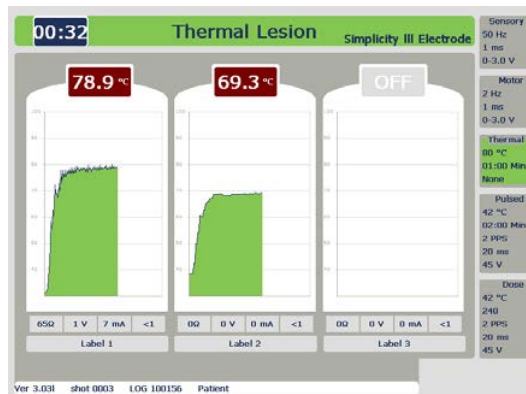 00:32
Thermal Lesion
Simplicity III Electrode
78.9 °C
69.3 °C
OFF
65Ω 1 V 7 mA <1
0Ω 0 V 0 mA <1
0Ω 0 V 0 mA <1
Label 1
Label 2
Label 3
Ver 3.03l shot 0003 LOG 100156 Patient
Sensory
50 Hz
1 ms
0-3.0 V
Motor
2 Hz
1 ms
0-3.0 V
Thermal
80 °C
01:00 Min
None
Pulsed
42 °C
02:00 Min
2 PPS
20 ms
45 V
Dose
42 °C
240
2 PPS
20 ms
45 V